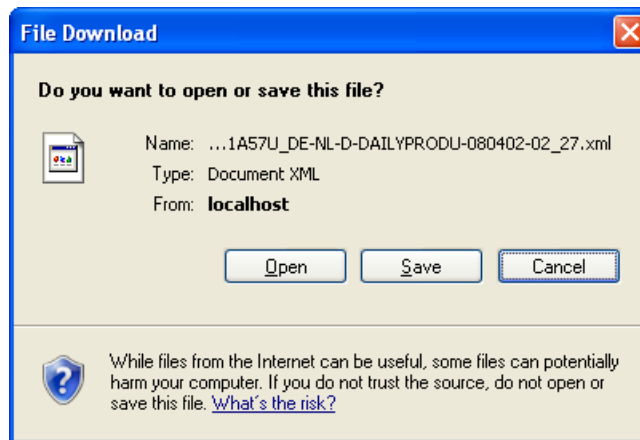 File Download
Do you want to open or save this file?
Name: ...1A57U_DE-NL-D-DAILYPRODU-080402-02_27.xml
Type: Document XML
From: localhost
Open Save Cancel
While files from the Internet can be useful, some files can potentially
harm your computer. If you do not trust the source, do not open or
save this file. What's the risk?